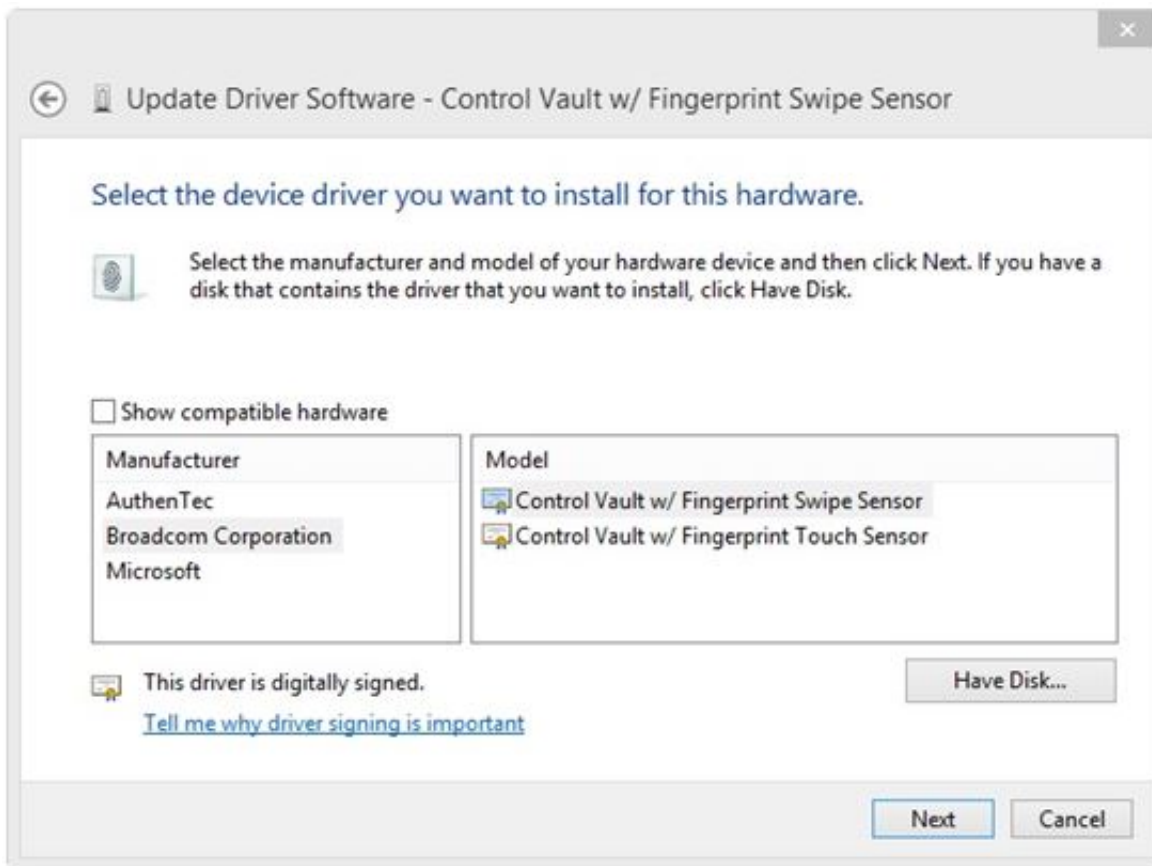 Update Driver Software - Control Vault w/ Fingerprint Swipe Sensor
Select the device driver you want to install for this hardware.
Select the manufacturer and model of your hardware device and then click Next. If you have a
disk that contains the driver that you want to install, click Have Disk.
Show compatible hardware
Manufacturer
AuthenTec
Broadcom Corporation
Microsoft
Model
Control Vault w/ Fingerprint Swipe Sensor
Control Vault w/ Fingerprint Touch Sensor
This driver is digitally signed.
Tell me why driver signing is important
Have Disk...
Next
Cancel